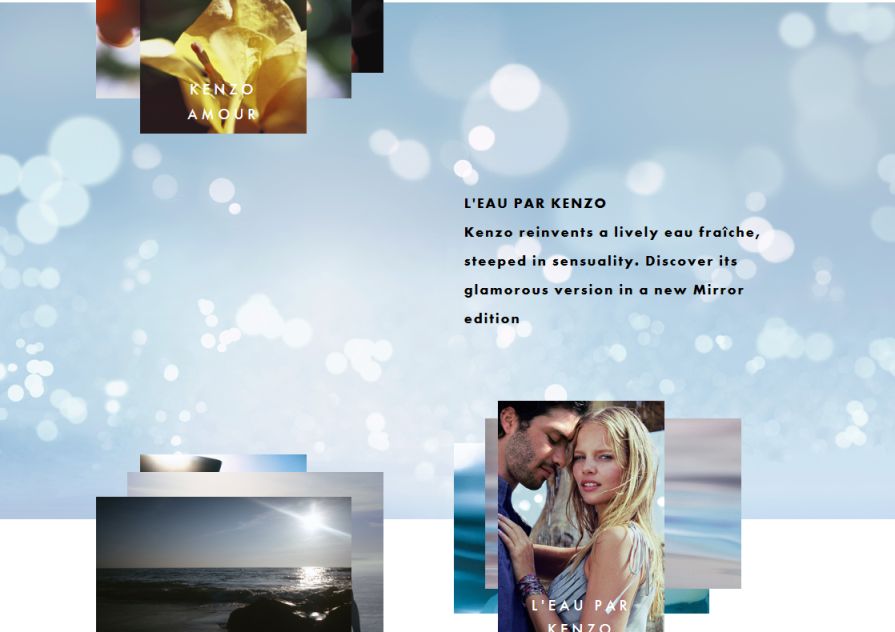 KENZO
AMOUR
L'EAU PAR KENZO
Kenzo reinvents a lively eau fraîche,
steeped in sensuality. Discover its
glamorous version in a new Mirror
edition
L'EAU PAR
KENZO